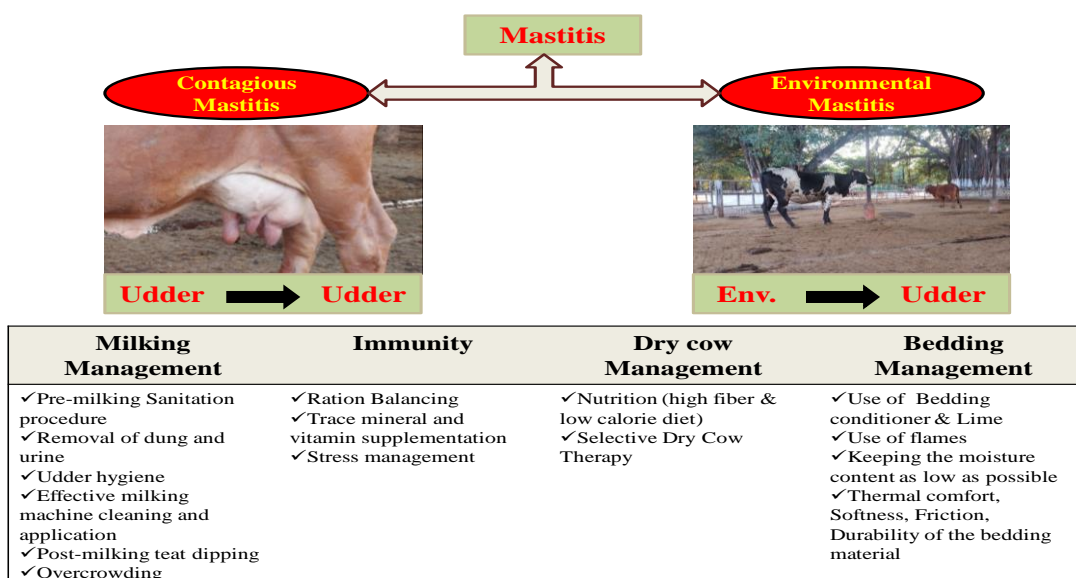 Mastitis
Contagious
Mastitis
Environmental
Mastitis
Udder Udder
Env. Udder
Milking
Management
✓Pre-milking Sanitation
procedure
✓Removal of dung and
urine
✓Udder hygiene
✓Effective milking
machine cleaning and
application
✓Post-milking teat dipping
✓Overcrowding
Immunity
✓Ration Balancing
✓Trace mineral and
vitamin supplementation
✓Stress management
Dry cow
Management
✓Nutrition (high fiber &
low calorie diet)
✓Selective Dry Cow
Therapy
Bedding
Management
✓Use of Bedding
conditioner & Lime
✓Use of flames
✓Keeping the moisture
content as low as possible
✓Thermal comfort,
Softness, Friction,
Durability of the bedding
material